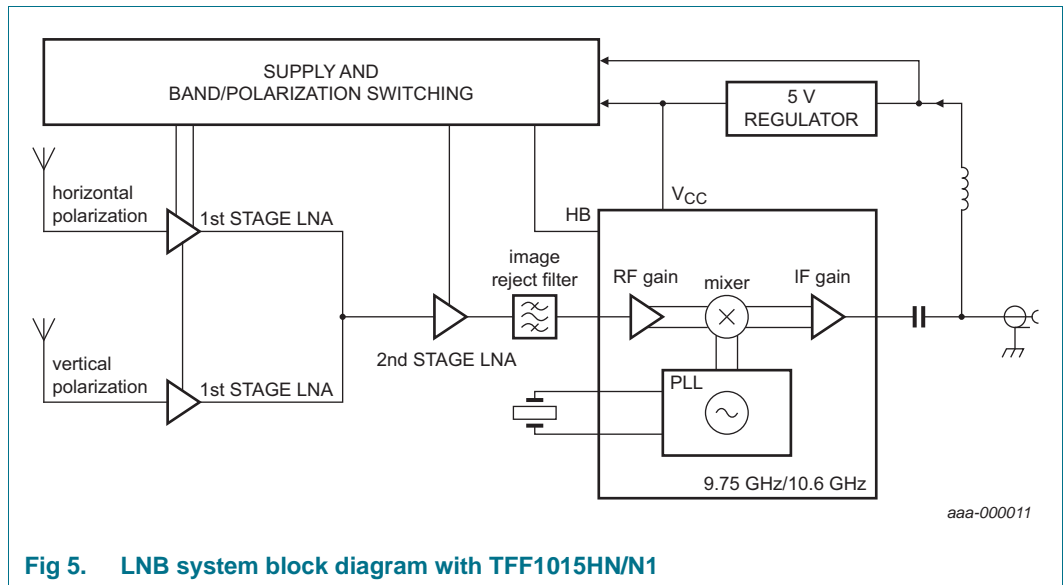 SUPPLY AND
BAND/POLARIZATION SWITCHING
5 V
REGULATOR
horizontal
polarization
1st STAGE LNA
HB
VCC
image
reject filter
RF gain
mixer
IF gain
2nd STAGE LNA
vertical
polarization
1st STAGE LNA
PLL
9.75 GHz/10.6 GHz
aaa-000011
Fig 5. LNB system block diagram with TFF1015HN/N1